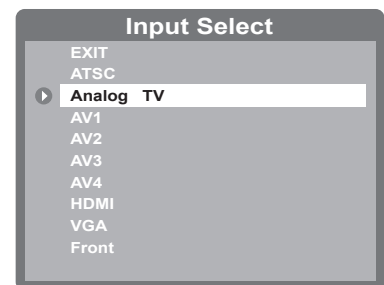 Input Select
EXIT
ATSC
Analog TV
AV1
AV2
AV3
AV4
HDMI
VGA
Front